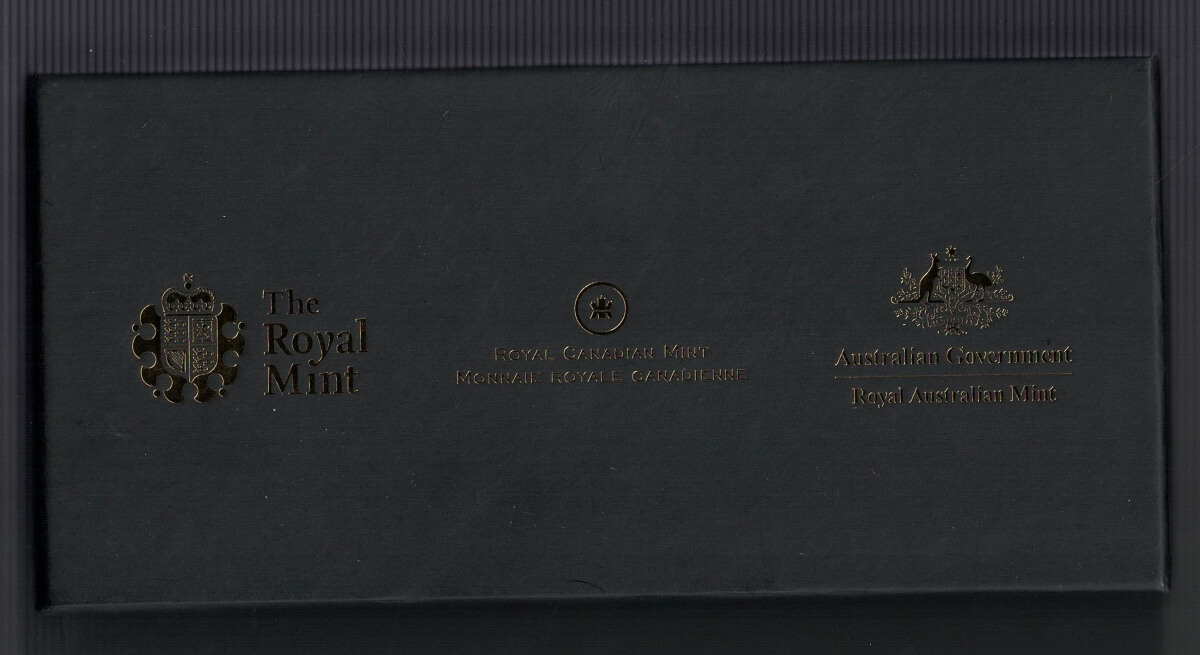 The
Royal
Mint
ROYAL CANADIAN MINT
MONNAIE ROYALE CANADIENNE
Australian Government
Royal Australian Mint